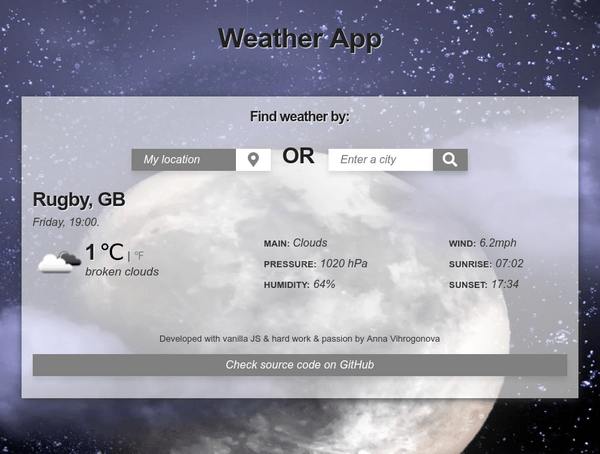 Weather App
Find weather by:
My location
OR
Enter a city
Rugby, GB
Friday, 19:00.
1 °C | °F
broken clouds
MAIN: Clouds
PRESSURE: 1020 hPa
HUMIDITY: 64%
WIND: 6.2mph
SUNRISE: 07:02
SUNSET: 17:34
Developed with vanilla JS & hard work & passion by Anna Vihrogonova
Check source code on GitHub